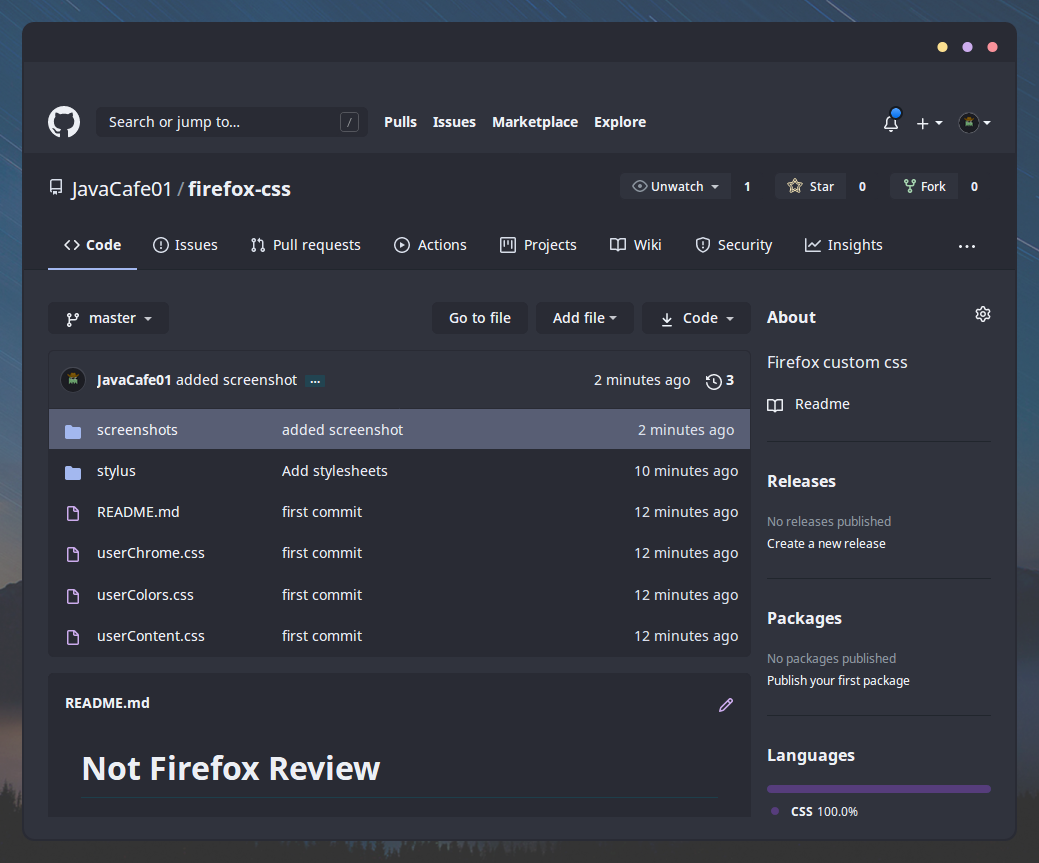 Search or jump to... / Pulls Issues Marketplace Explore
JavaCafe01 / firefox-css Unwatch 1 Star 0 Fork 0
Code Issues Pull requests Actions Projects Wiki Security Insights ...
master Go to file Add file Code
JavaCafe01 added screenshot ... 2 minutes ago 3
screenshots added screenshot 2 minutes ago
stylus Add stylesheets 10 minutes ago
README.md first commit 12 minutes ago
userChrome.css first commit 12 minutes ago
userColors.css first commit 12 minutes ago
userContent.css first commit 12 minutes ago
README.md
Not Firefox Review
About
Firefox custom css
Readme
Releases
No releases published
Create a new release
Packages
No packages published
Publish your first package
Languages
CSS 100.0%